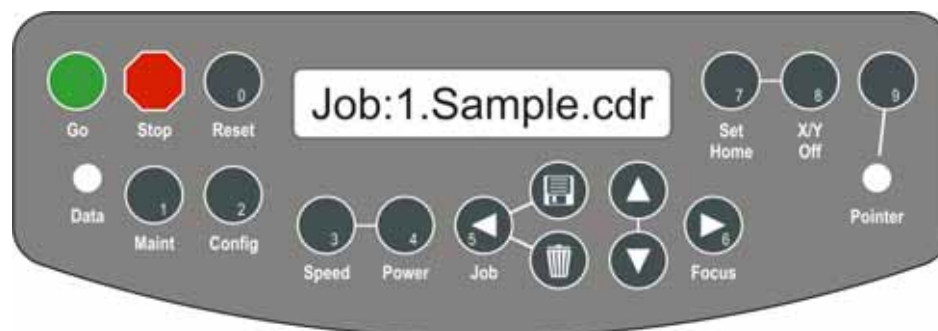 Job:1.Sample.cdr
0
7
8
9
Go
Stop
Reset
Set
Home
X/Y
Off
1
2
Data
Maint
Config
3
4
5
6
Pointer
Speed
Power
Job
Focus